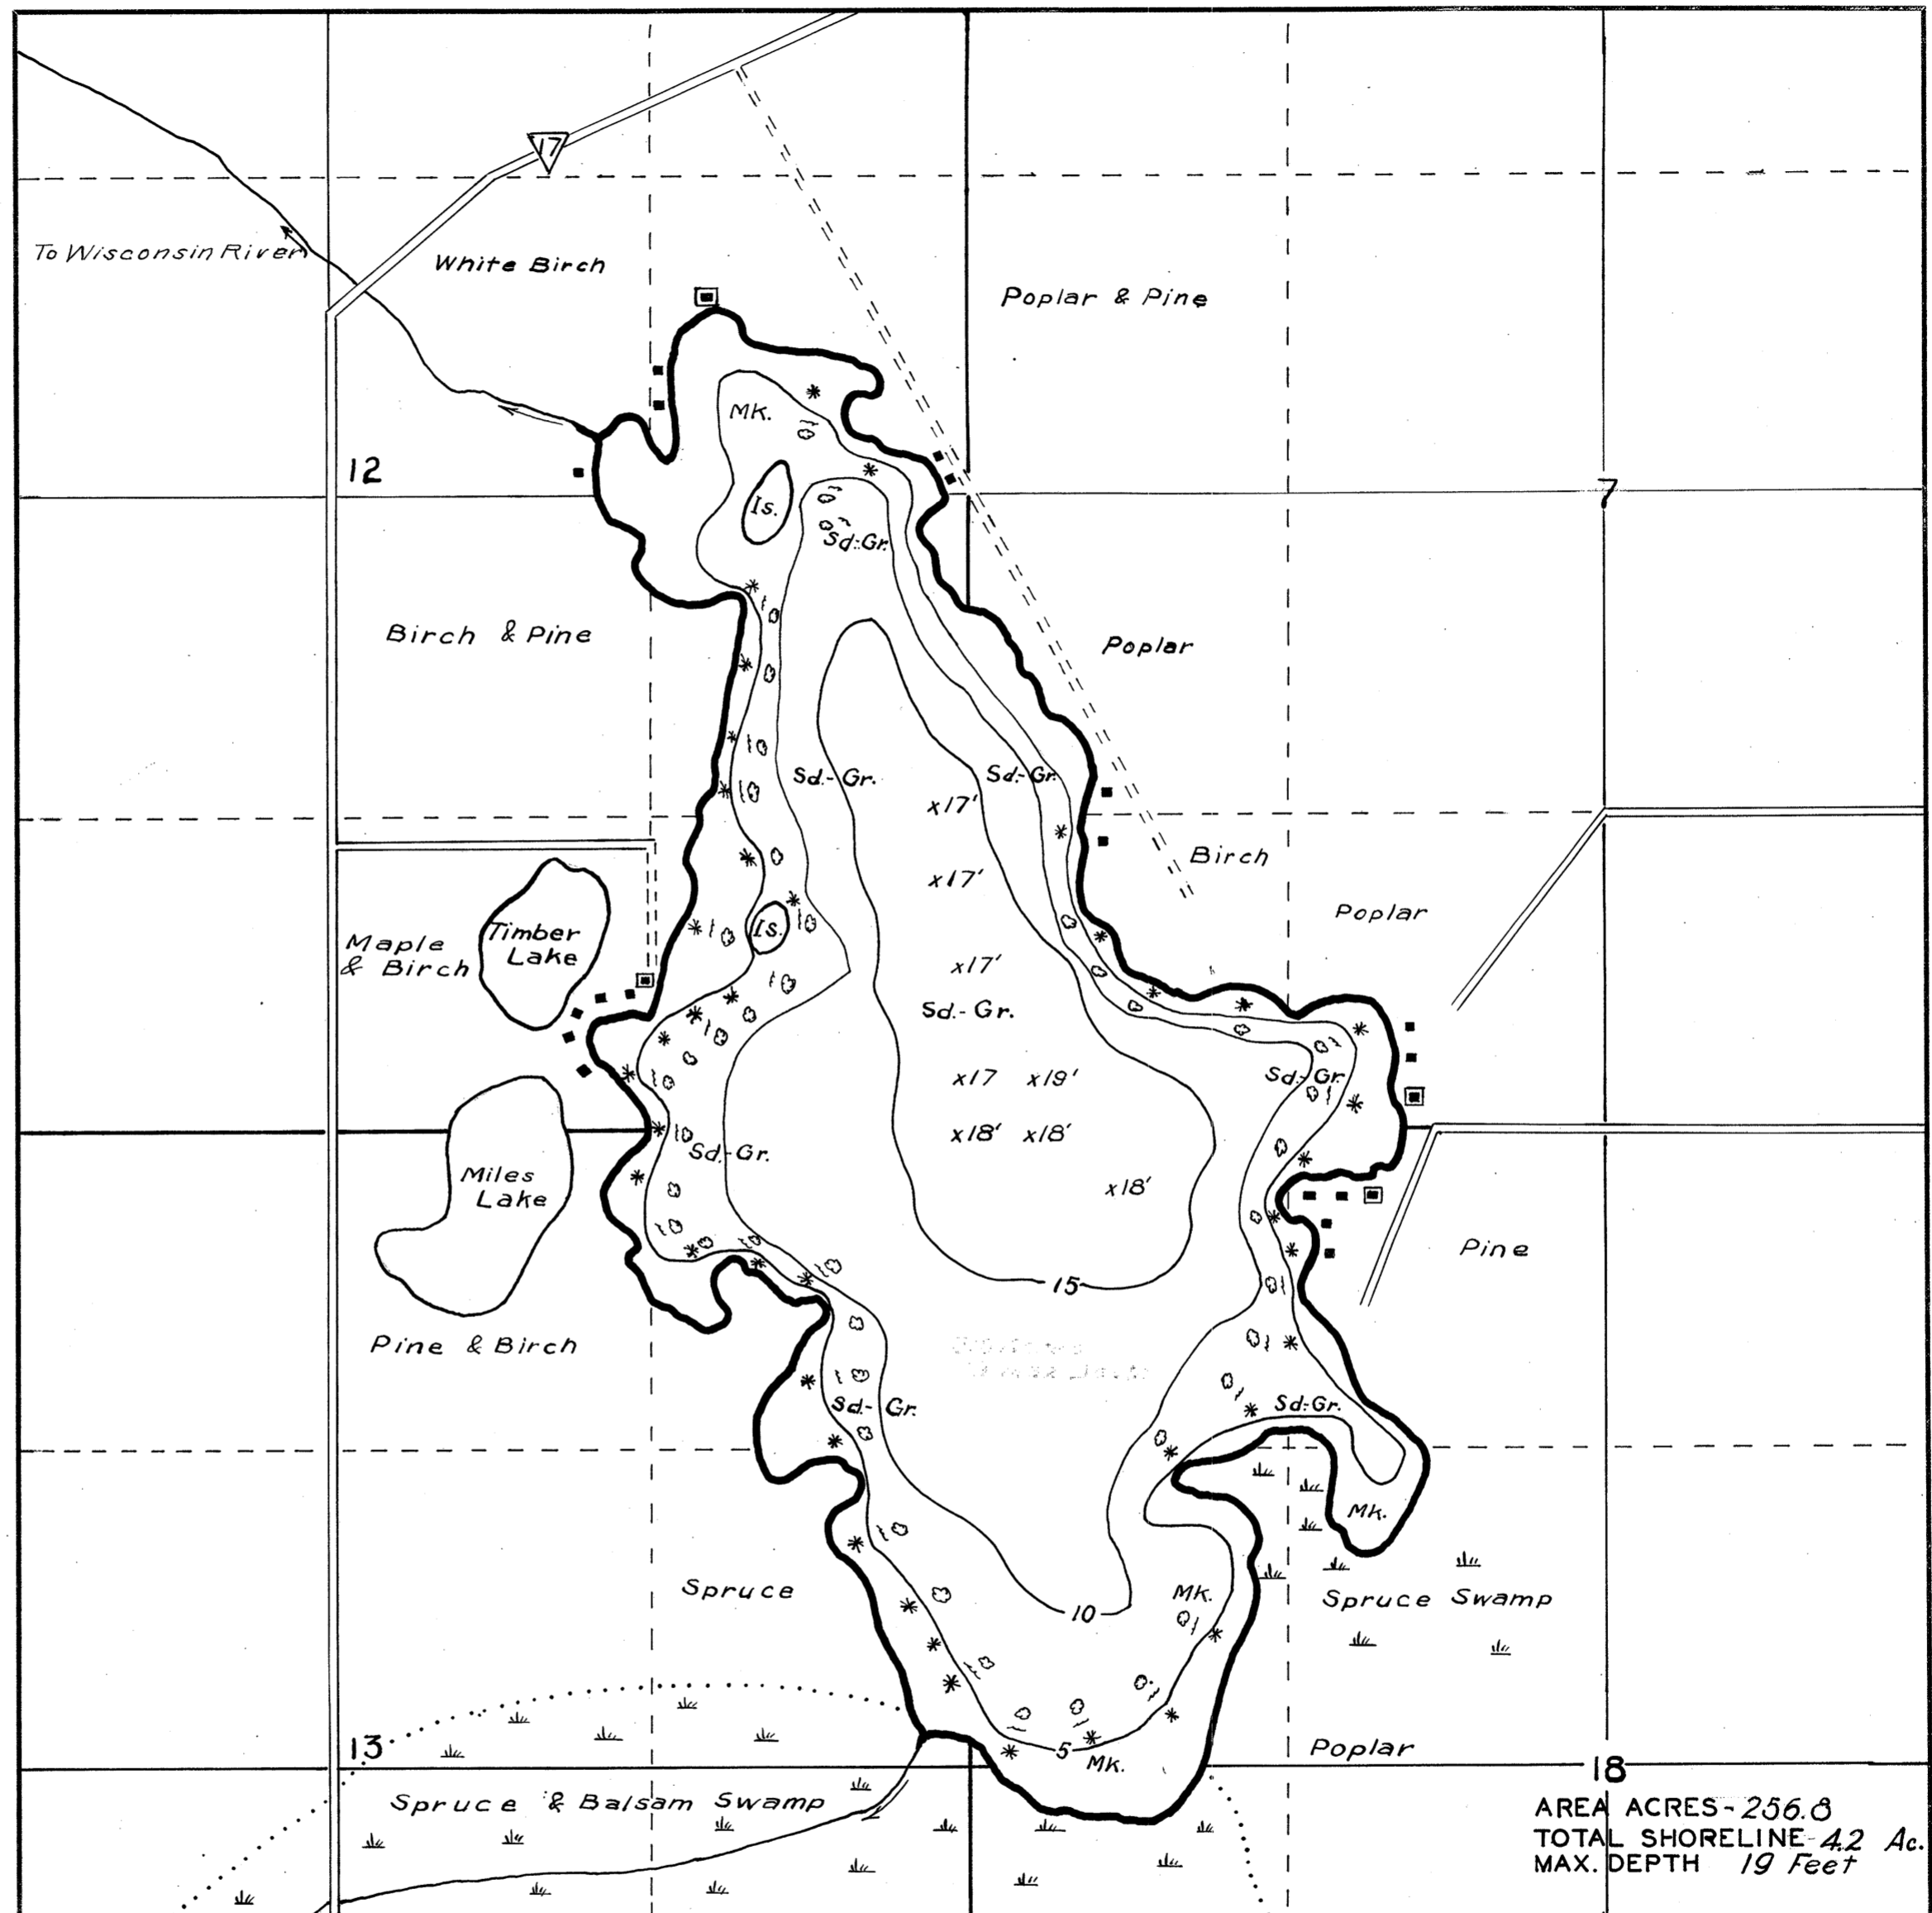 17
To Wisconsin River
White Birch
Poplar & Pine
MK.
12
7
Is.
Sd.-Gr.
Birch & Pine
Poplar
Sd.-Gr.
Sd.-Gr.
x17'
x17'
Birch
Poplar
Timber
Lake
Maple
& Birch
Is.
x17'
Sd.-Gr.
x17 x19'
Sd.-Gr.
x18' x18'
Sd.-Gr.
Miles
Lake
x18'
Pine
15
Pine & Birch
Sd.-Gr.
Sd.-Gr.
MK.
Spruce
MK.
Spruce Swamp
10
13
5
MK.
Poplar
18
Spruce & Balsam Swamp
AREA ACRES-256.8
TOTAL SHORELINE-4.2 Ac.
MAX. DEPTH 19 Feet